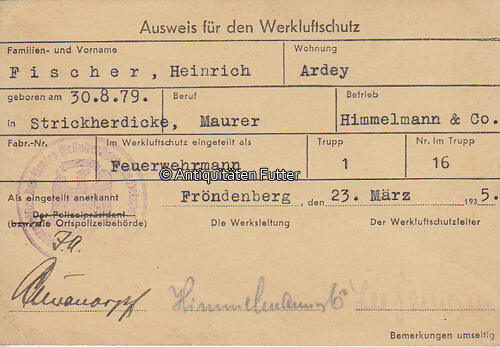 Ausweis für den Werkluftschutz
Familien- und Vorname
Wohnung
Fischer, Heinrich
Ardey
geboren am 30.8.79.
Beruf
Betrieb
in Strickherdicke,
Maurer
Himmelmann & Co.
Fabr.-Nr.
Im Werkluftschutz eingeteilt als
Trupp
Nr. im Trupp
Feuerwehrmann
1
16
© Antiquitäten Futter
Als eingeteilt anerkannt
Fröndenberg, den 23. März 1935.
Der Polizeipräsident
(bzw. die Ortspolizeibehörde)
Die Werksleitung
Der Werkluftschutzleiter
J.A.
Bemerkungen umseitig